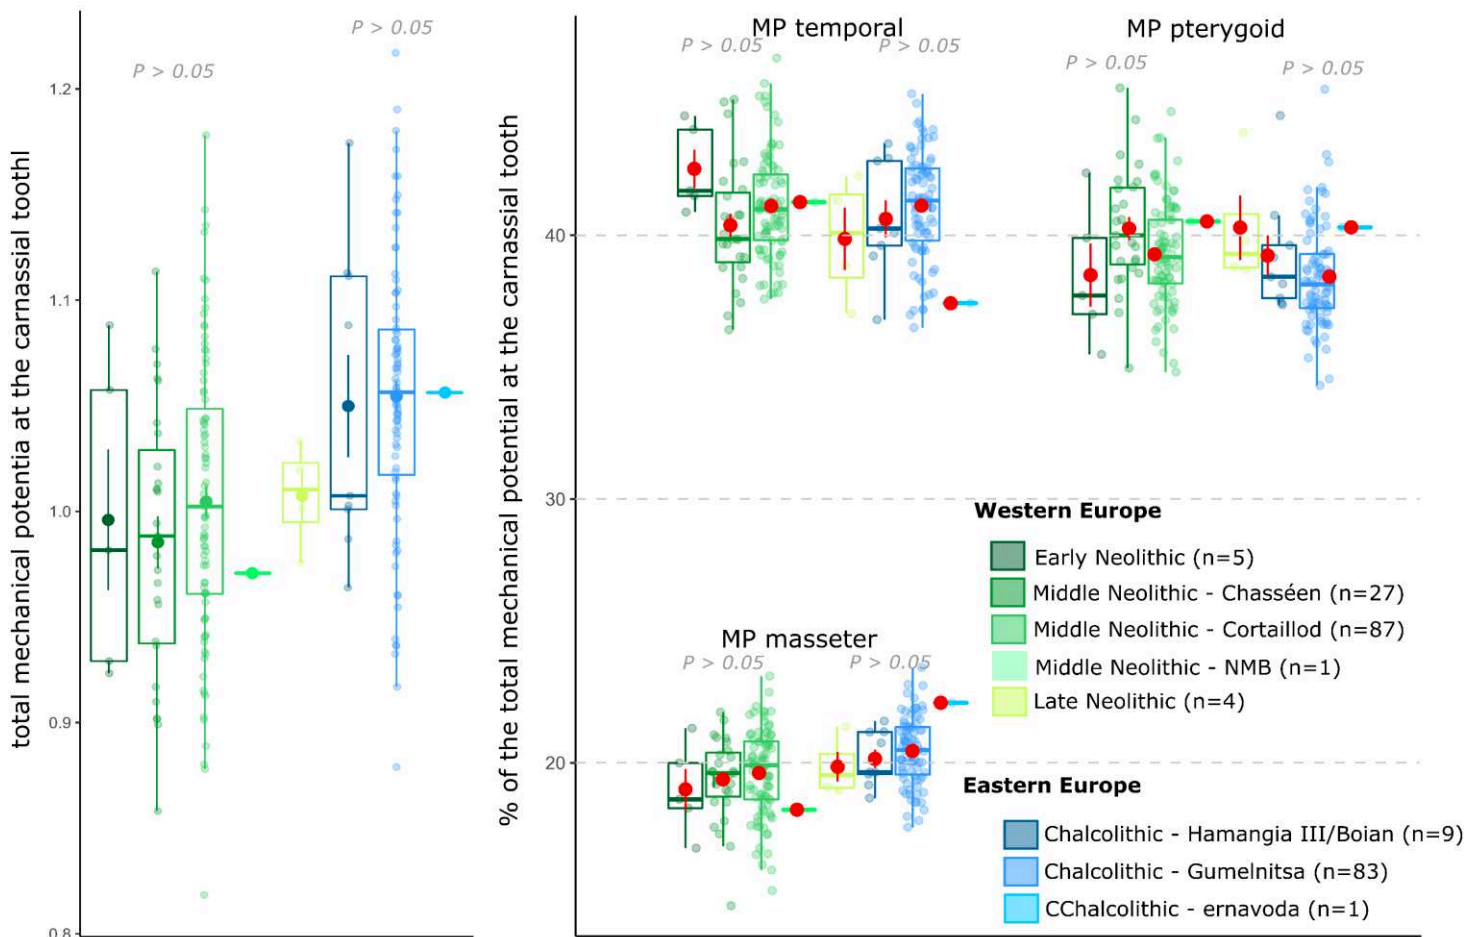 total mechanical potentia at the carnassial toothl
1.2
1.1
1.0
0.9
0.8
P > 0.05
P > 0.05
% of the total mechanical potential at the carnassial tooth
40
30
20
MP temporal
P > 0.05
P > 0.05
MP pterygoid
P > 0.05
P > 0.05
MP masseter
P > 0.05
P > 0.05
Western Europe
Early Neolithic (n=5)
Middle Neolithic - Chasséen (n=27)
Middle Neolithic - Cortaillod (n=87)
Middle Neolithic - NMB (n=1)
Late Neolithic (n=4)
Eastern Europe
Chalcolithic - Hamangia III/Boian (n=9)
Chalcolithic - Gumelnitsa (n=83)
CChalcolithic - ernavoda (n=1)